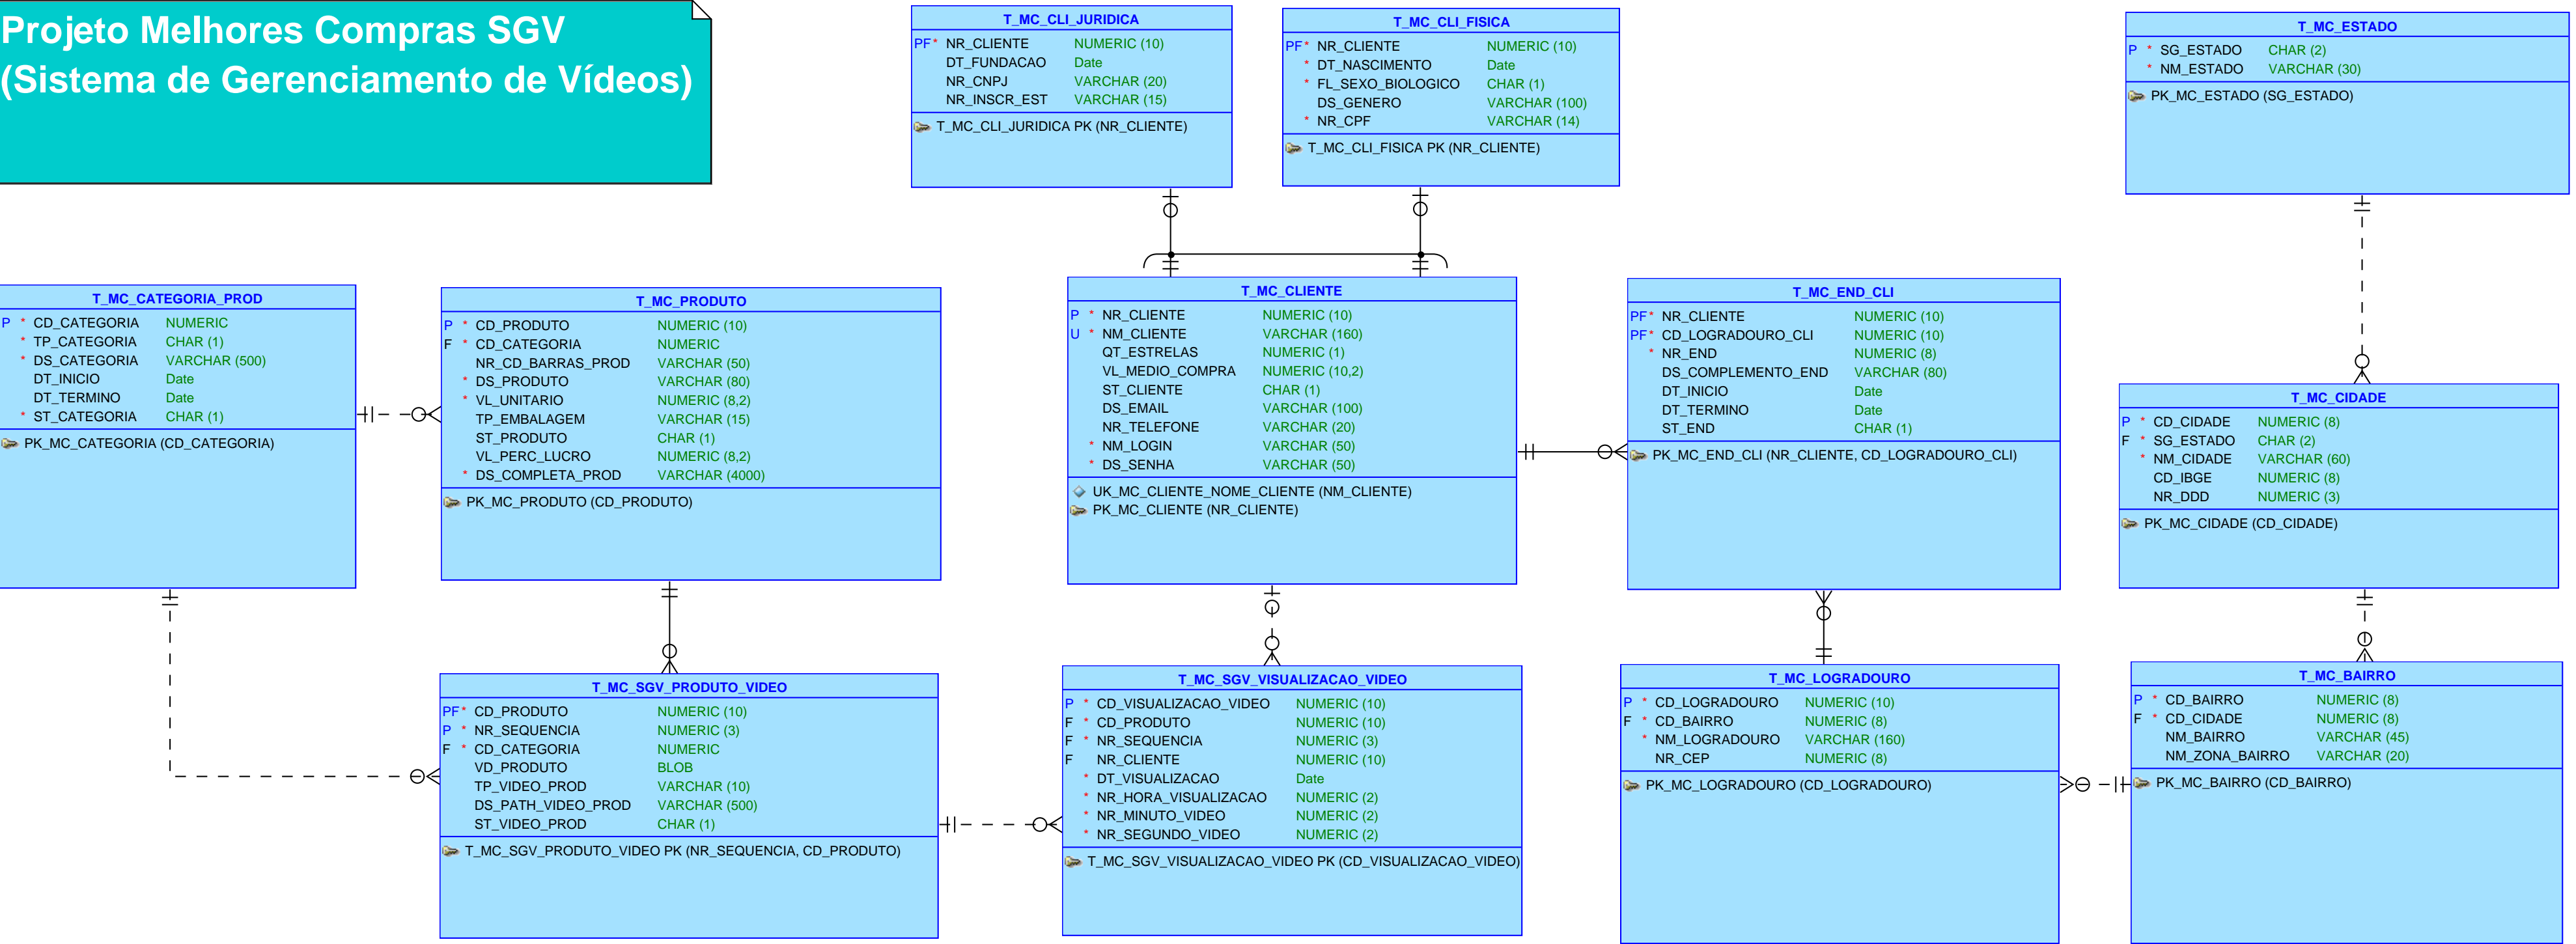 Projeto Melhores Compras SGV
(Sistema de Gerenciamento de Vídeos)
T_MC_CLI_JURIDICA
PF* NR_CLIENTE NUMERIC (10)
DT_FUNDACAO Date
NR_CNPJ VARCHAR (20)
NR_INSCR_EST VARCHAR (15)
T_MC_CLI_JURIDICA PK (NR_CLIENTE)
T_MC_CLI_FISICA
PF* NR_CLIENTE NUMERIC (10)
* DT_NASCIMENTO Date
* FL_SEXO_BIOLOGICO CHAR (1)
DS_GENERO VARCHAR (100)
* NR_CPF VARCHAR (14)
T_MC_CLI_FISICA PK (NR_CLIENTE)
T_MC_ESTADO
P * SG_ESTADO CHAR (2)
* NM_ESTADO VARCHAR (30)
PK_MC_ESTADO (SG_ESTADO)
T_MC_CATEGORIA_PROD
P * CD_CATEGORIA NUMERIC
* TP_CATEGORIA CHAR (1)
* DS_CATEGORIA VARCHAR (500)
DT_INICIO Date
DT_TERMINO Date
* ST_CATEGORIA CHAR (1)
PK_MC_CATEGORIA (CD_CATEGORIA)
T_MC_PRODUTO
P * CD_PRODUTO NUMERIC (10)
F * CD_CATEGORIA NUMERIC
NR_CD_BARRAS_PROD VARCHAR (50)
* DS_PRODUTO VARCHAR (80)
* VL_UNITARIO NUMERIC (8,2)
TP_EMBALAGEM VARCHAR (15)
ST_PRODUTO CHAR (1)
VL_PERC_LUCRO NUMERIC (8,2)
* DS_COMPLETA_PROD VARCHAR (4000)
PK_MC_PRODUTO (CD_PRODUTO)
T_MC_CLIENTE
P * NR_CLIENTE NUMERIC (10)
U * NM_CLIENTE VARCHAR (160)
QT_ESTRELAS NUMERIC (1)
VL_MEDIO_COMPRA NUMERIC (10,2)
ST_CLIENTE CHAR (1)
DS_EMAIL VARCHAR (100)
NR_TELEFONE VARCHAR (20)
* NM_LOGIN VARCHAR (50)
* DS_SENHA VARCHAR (50)
UK_MC_CLIENTE_NOME_CLIENTE (NM_CLIENTE)
PK_MC_CLIENTE (NR_CLIENTE)
T_MC_END_CLI
PF* NR_CLIENTE NUMERIC (10)
PF* CD_LOGRADOURO_CLI NUMERIC (10)
* NR_END NUMERIC (8)
DS_COMPLEMENTO_END VARCHAR (80)
DT_INICIO Date
DT_TERMINO Date
ST_END CHAR (1)
PK_MC_END_CLI (NR_CLIENTE, CD_LOGRADOURO_CLI)
T_MC_CIDADE
P * CD_CIDADE NUMERIC (8)
F * SG_ESTADO CHAR (2)
* NM_CIDADE VARCHAR (60)
CD_IBGE NUMERIC (8)
NR_DDD NUMERIC (3)
PK_MC_CIDADE (CD_CIDADE)
T_MC_SGV_PRODUTO_VIDEO
PF* CD_PRODUTO NUMERIC (10)
P * NR_SEQUENCIA NUMERIC (3)
F * CD_CATEGORIA NUMERIC
VD_PRODUTO BLOB
TP_VIDEO_PROD VARCHAR (10)
DS_PATH_VIDEO_PROD VARCHAR (500)
ST_VIDEO_PROD CHAR (1)
T_MC_SGV_PRODUTO_VIDEO PK (NR_SEQUENCIA, CD_PRODUTO)
T_MC_SGV_VISUALIZACAO_VIDEO
P * CD_VISUALIZACAO_VIDEO NUMERIC (10)
F * CD_PRODUTO NUMERIC (10)
F * NR_SEQUENCIA NUMERIC (3)
F NR_CLIENTE NUMERIC (10)
* DT_VISUALIZACAO Date
* NR_HORA_VISUALIZACAO NUMERIC (2)
* NR_MINUTO_VIDEO NUMERIC (2)
* NR_SEGUNDO_VIDEO NUMERIC (2)
T_MC_SGV_VISUALIZACAO_VIDEO PK (CD_VISUALIZACAO_VIDEO)
T_MC_LOGRADOURO
P * CD_LOGRADOURO NUMERIC (10)
F * CD_BAIRRO NUMERIC (8)
* NM_LOGRADOURO VARCHAR (160)
NR_CEP NUMERIC (8)
PK_MC_LOGRADOURO (CD_LOGRADOURO)
T_MC_BAIRRO
P * CD_BAIRRO NUMERIC (8)
F * CD_CIDADE NUMERIC (8)
NM_BAIRRO VARCHAR (45)
NM_ZONA_BAIRRO VARCHAR (20)
PK_MC_BAIRRO (CD_BAIRRO)